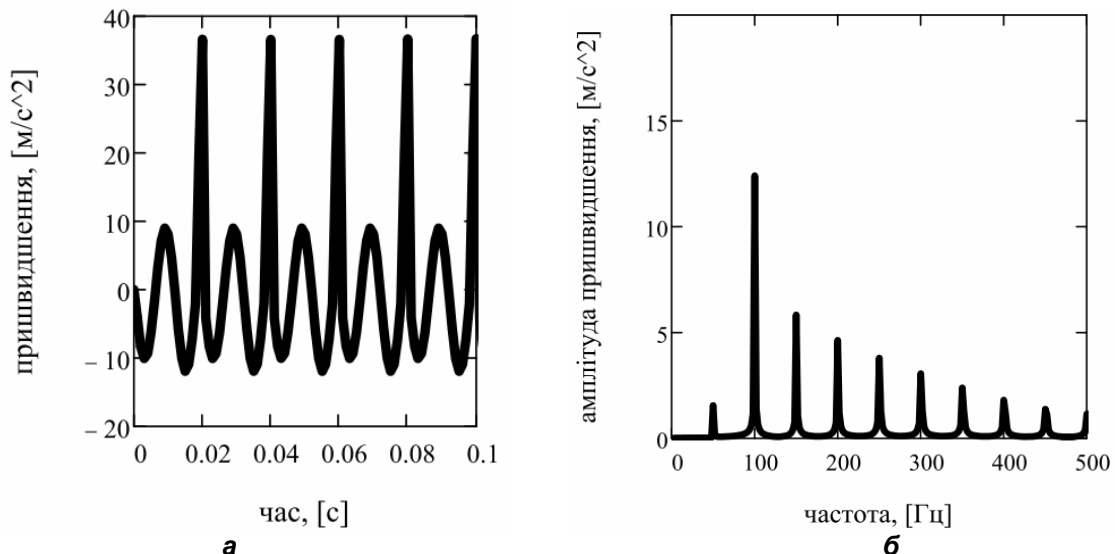 пришвидшення, [м/с^2]
40
30
20
10
0
– 10
– 20
0 0.02 0.04 0.06 0.08 0.1
час, [с]
а
амплітуда пришвидшення, [м/с^2]
15
10
5
0
0 100 200 300 400 500
частота, [Гц]
б